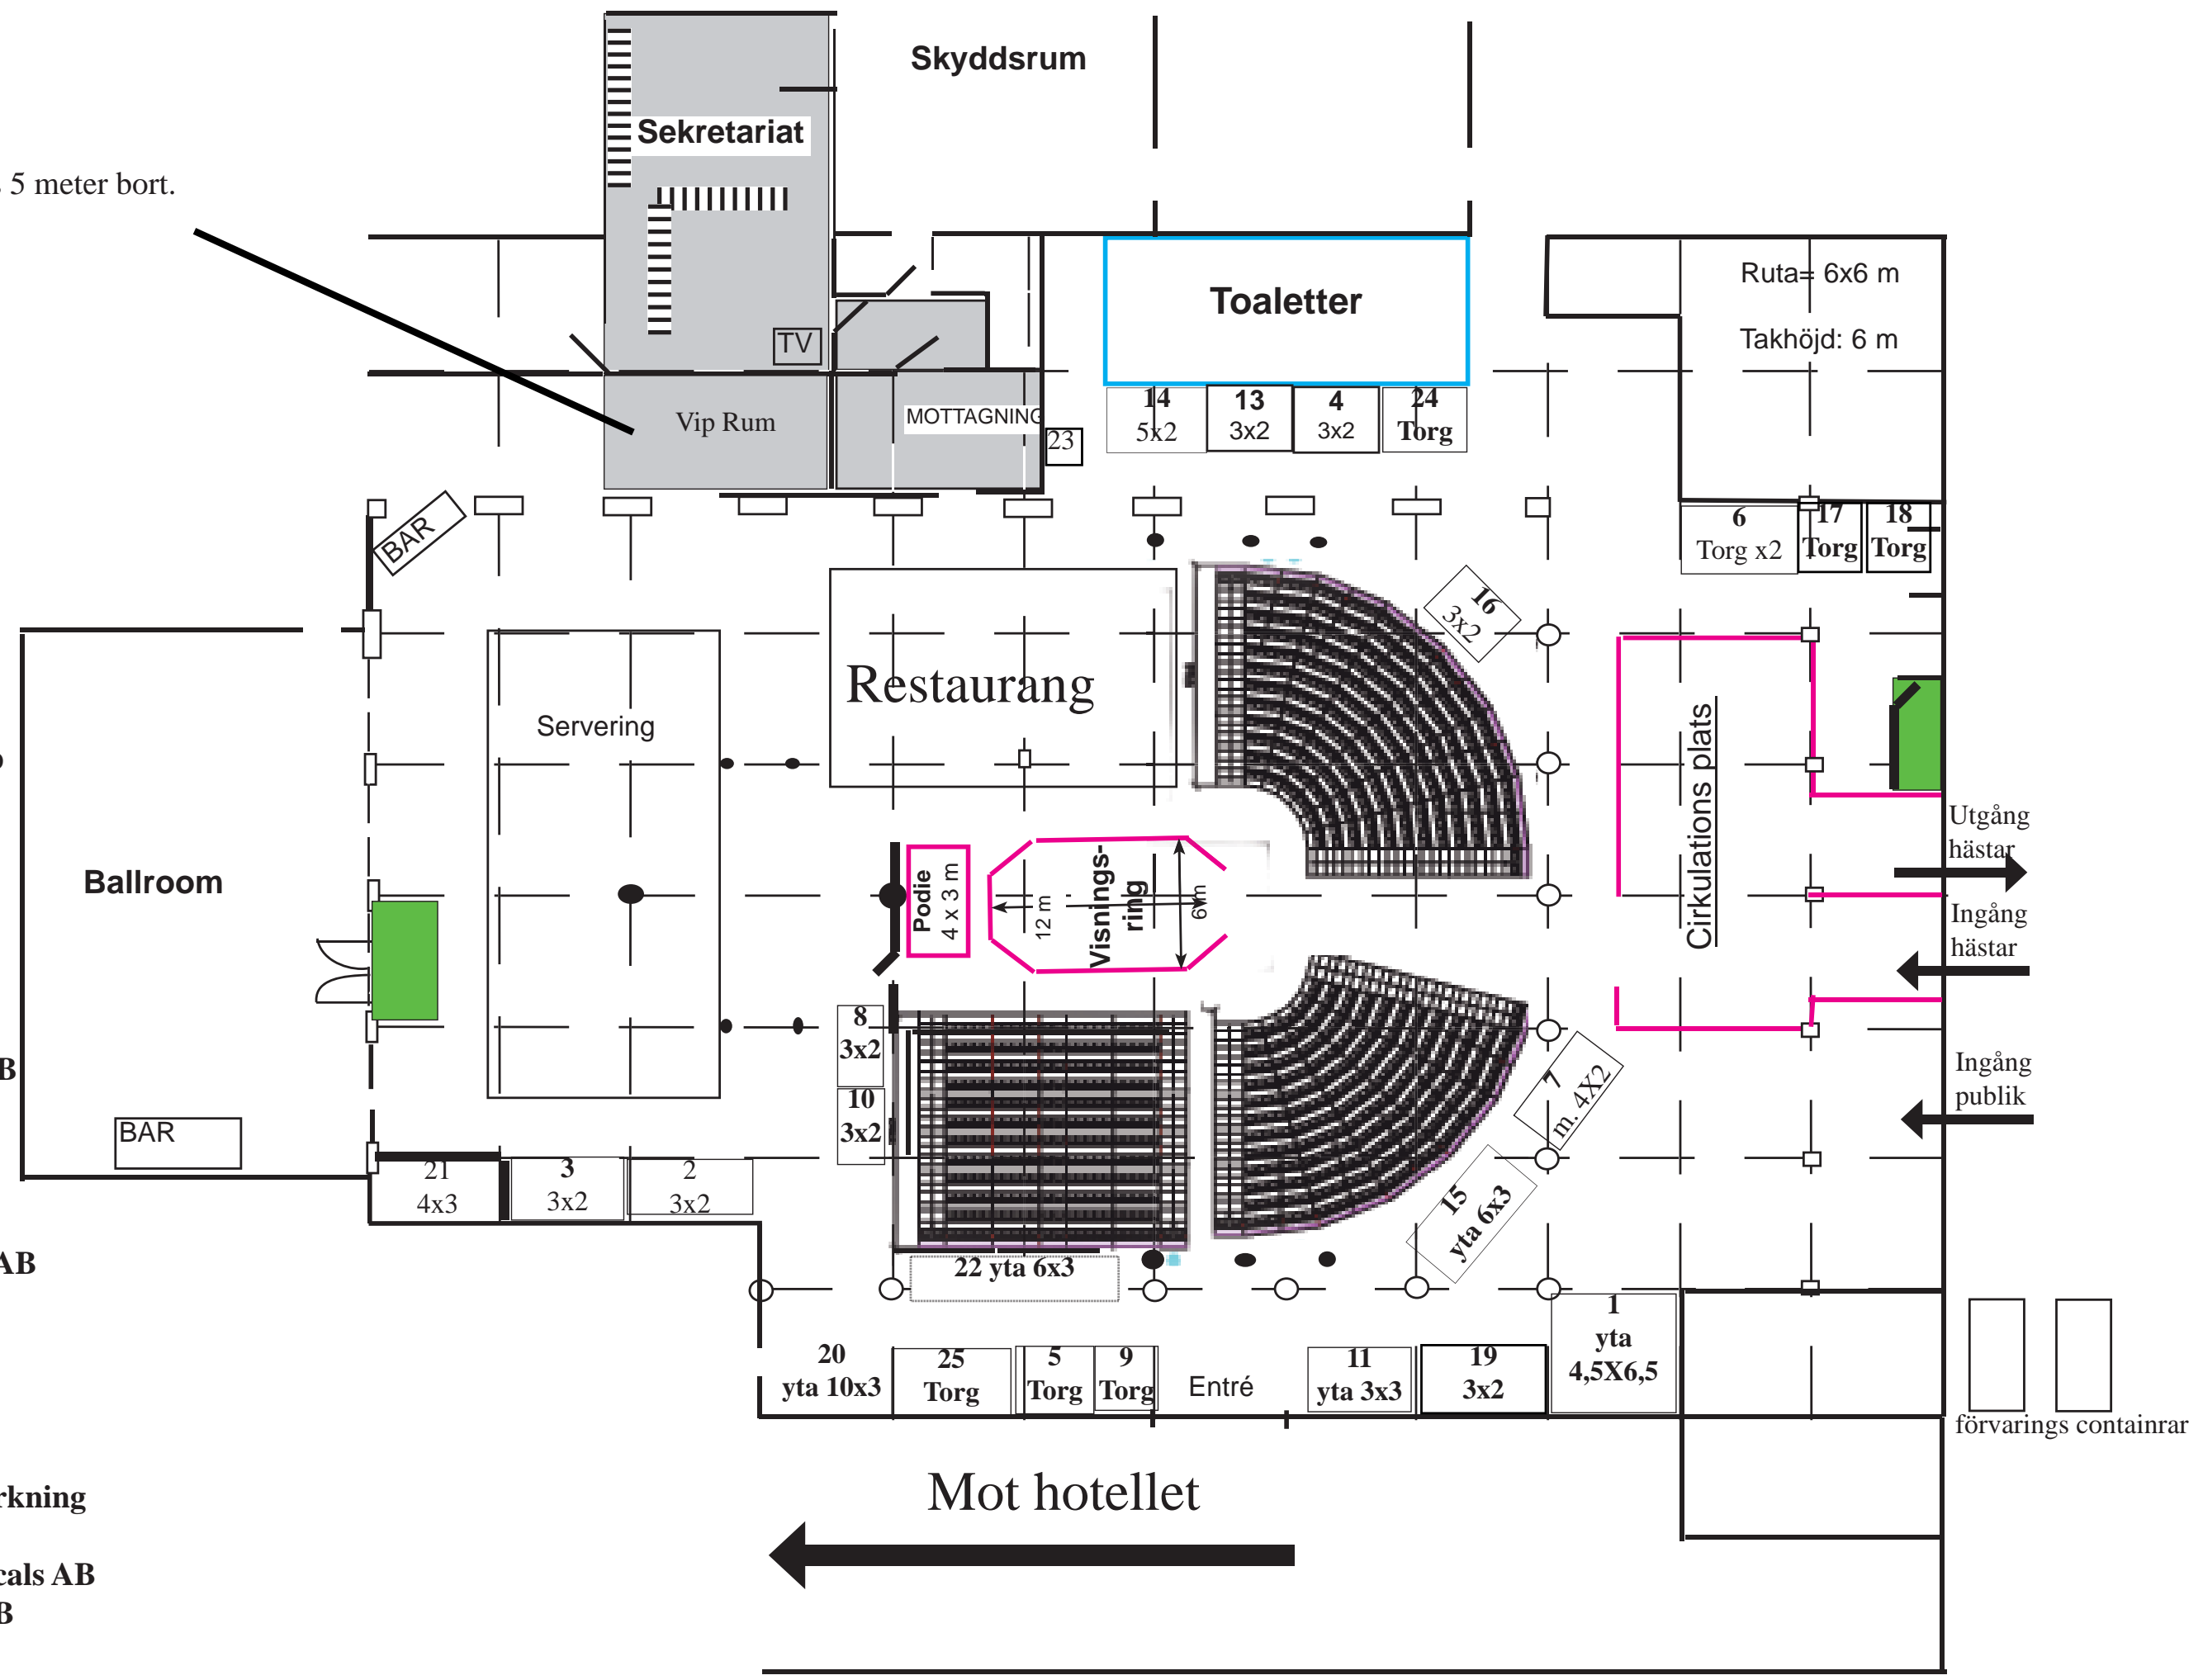 Skyddsrum
Sekretariat
5 meter bort.
Ruta= 6x6 m
Takhöjd: 6 m
Toaletter
TV
Vip Rum
MOTTAGNING
23
14
5x2
13
3x2
4
3x2
24
Torg
BAR
6
Torg x2
17
Torg
18
Torg
16
3x2
Restaurang
Servering
Cirkulations plats
Utgång
hästar
Ingång
hästar
Ingång
publik
Ballroom
Podie
4 x 3 m
12 m
Visnings-
ring
6 m
8
3x2
10
3x2
7
m. 4X2
B
BAR
21
4x3
3
3x2
2
3x2
15
yta 6x3
AB
22 yta 6x3
1
yta
4,5X6,5
20
yta 10x3
25
Torg
5
Torg
9
Torg
Entré
11
yta 3x3
19
3x2
förvarings containrar
Mot hotellet
rkning
cals AB
B